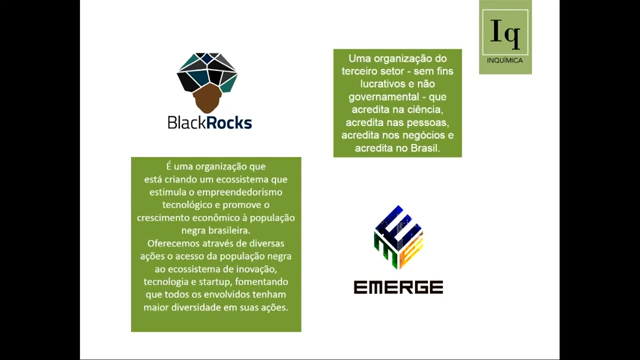 Iq
INQUÍMICA
BlackRocks
Uma organização do
terceiro setor - sem fins
lucrativos e não
governamental - que
acredita na ciência,
acredita nas pessoas,
acredita nos negócios e
acredita no Brasil.
É uma organização que
está criando um ecossistema que
estimula o empreendedorismo
tecnológico e promove o
crescimento econômico à população
negra brasileira.
Oferecemos através de diversas
ações o acesso da população negra
ao ecossistema de inovação,
tecnologia e startup, fomentando
que todos os envolvidos tenham
maior diversidade em suas ações.
EMERGE